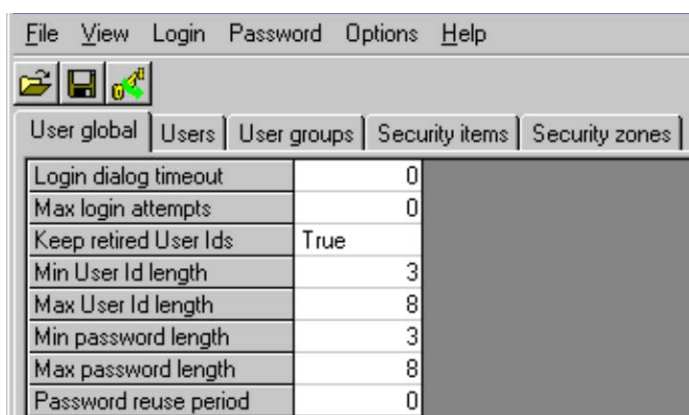 File View Login Password Options Help
User global Users User groups Security items Security zones
Login dialog timeout 0
Max login attempts 0
Keep retired User Ids True
Min User Id length 3
Max User Id length 8
Min password length 3
Max password length 8
Password reuse period 0